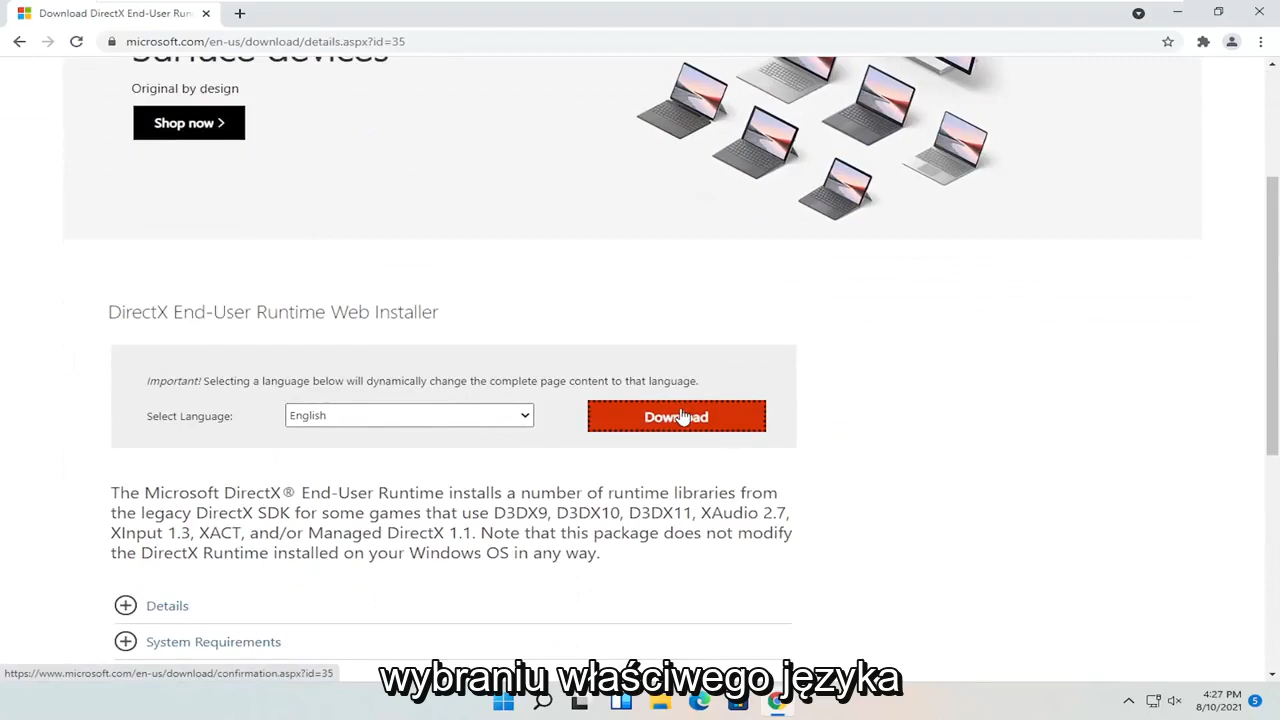 Download DirectX End-User Run
microsoft.com/en-us/download/details.aspx?id=35
Surface devices
Original by design
Shop now >
DirectX End-User Runtime Web Installer
Important! Selecting a language below will dynamically change the complete page content to that language.
Select Language:
English
Download
The Microsoft DirectX® End-User Runtime installs a number of runtime libraries from
the legacy DirectX SDK for some games that use D3DX9, D3DX10, D3DX11, XAudio 2.7,
XInput 1.3, XACT, and/or Managed DirectX 1.1. Note that this package does not modify
the DirectX Runtime installed on your Windows OS in any way.
Details
System Requirements
https://www.microsoft.com/en-us/download/confirmation.aspx?id=35
wybraniu właściwego języka
4:27 PM
8/10/2021
5